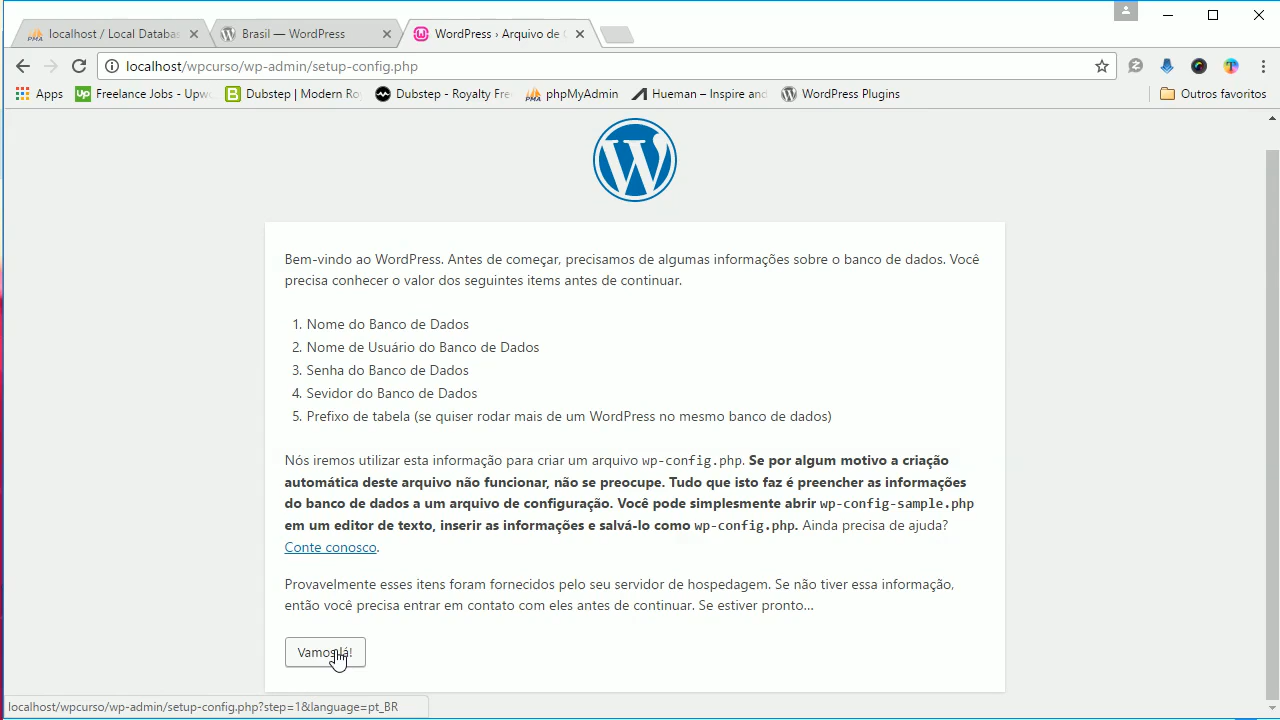 localhost / Local Databas
Brasil — WordPress
WordPress › Arquivo de C
localhost/wpcurso/wp-admin/setup-config.php
Apps
Freelance Jobs - Upw
Dubstep | Modern Ro
Dubstep - Royalty Fre
phpMyAdmin
Hueman – Inspire and
WordPress Plugins
Outros favoritos
Bem-vindo ao WordPress. Antes de começar, precisamos de algumas informações sobre o banco de dados. Você
precisa conhecer o valor dos seguintes items antes de continuar.
1. Nome do Banco de Dados
2. Nome de Usuário do Banco de Dados
3. Senha do Banco de Dados
4. Sevidor do Banco de Dados
5. Prefixo de tabela (se quiser rodar mais de um WordPress no mesmo banco de dados)
Nós iremos utilizar esta informação para criar um arquivo wp-config.php. Se por algum motivo a criação
automática deste arquivo não funcionar, não se preocupe. Tudo que isto faz é preencher as informações
do banco de dados a um arquivo de configuração. Você pode simplesmente abrir wp-config-sample.php
em um editor de texto, inserir as informações e salvá-lo como wp-config.php. Ainda precisa de ajuda?
Conte conosco.
Provavelmente esses itens foram fornecidos pelo seu servidor de hospedagem. Se não tiver essa informação,
então você precisa entrar em contato com eles antes de continuar. Se estiver pronto...
Vamos lá!
localhost/wpcurso/wp-admin/setup-config.php?step=1&language=pt_BR